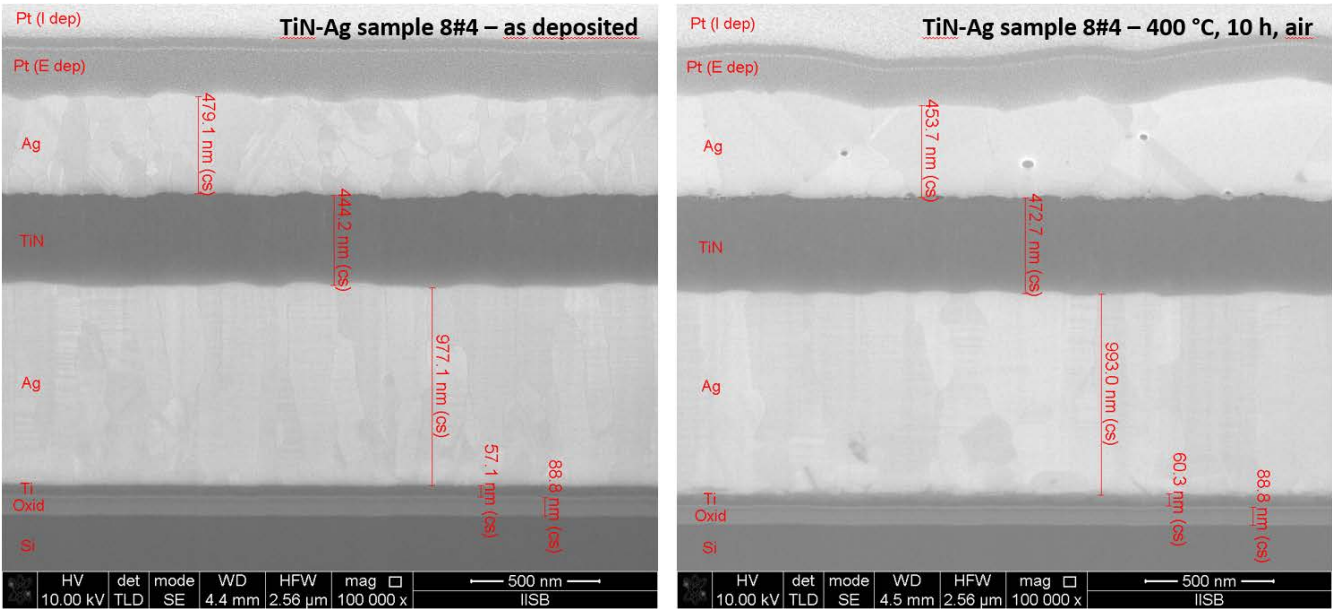 TiN-Ag sample 8#4 – as deposited
Pt (I dep)
Pt (E dep)
479.1 nm (cs)
Ag
444.2 nm (cs)
TiN
977.1 nm (cs)
Ag
57.1 nm (cs)
88.8 nm (cs)
Ti
Oxid
Si
HV det mode WD HFW mag □ 500 nm
10.00 kV TLD SE 4.4 mm 2.56 µm 100 000 x IISB
TiN-Ag sample 8#4 – 400 °C, 10 h, air
Pt (I dep)
Pt (E dep)
453.7 nm (cs)
Ag
472.7 nm (cs)
TiN
993.0 nm (cs)
Ag
60.3 nm (cs)
88.8 nm (cs)
Ti
Oxid
Si
HV det mode WD HFW mag □ 500 nm
10.00 kV TLD SE 4.5 mm 2.56 µm 100 000 x IISB